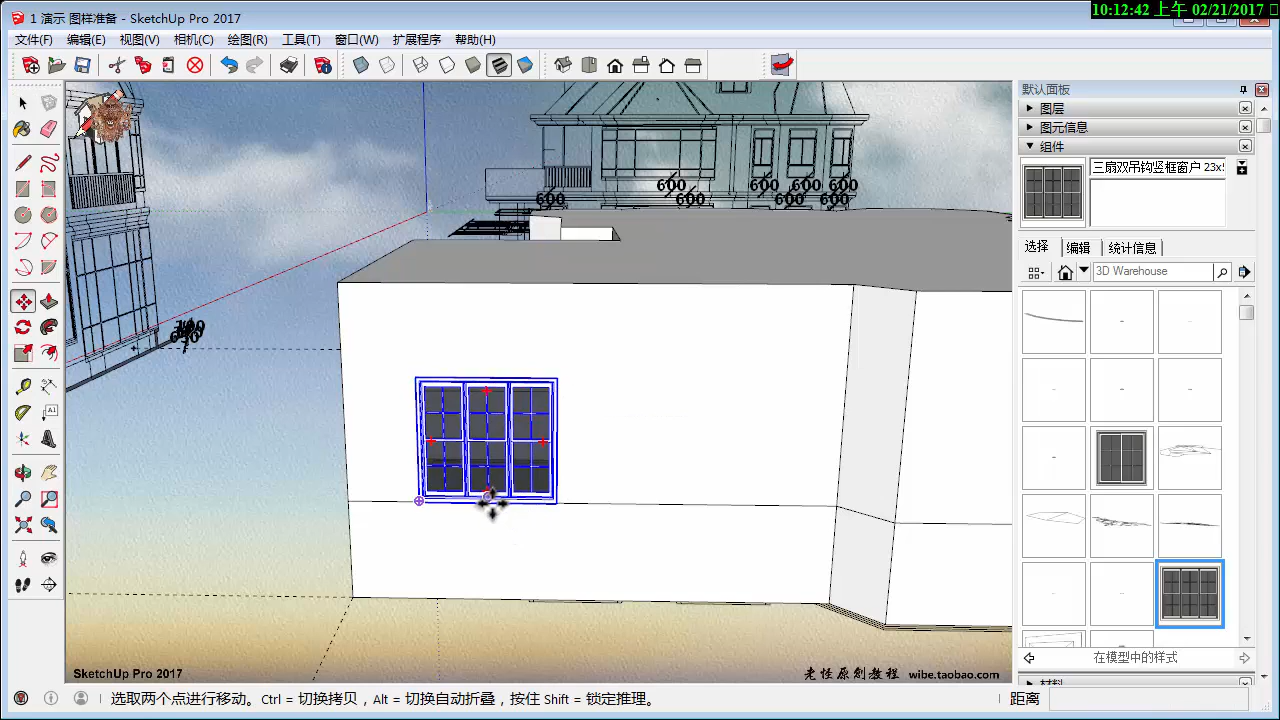 10:12:42 上午 02/21/2017
1 演示 图样准备 - SketchUp Pro 2017
文件(F) 编辑(E) 视图(V) 相机(C) 绘图(R) 工具(T) 窗口(W) 扩展程序 帮助(H)
默认面板
图层
图元信息
组件
三扇双吊钩竖框窗户 23x
选择 编辑 统计信息
3D Warehouse
600 600 600 600
600 600 600 600
A1
在模型中的样式
材料
SketchUp Pro 2017
老怪原创教程 wibe.taobao.com
选取两个点进行移动。Ctrl = 切换拷贝，Alt = 切换自动折叠，按住 Shift = 锁定推理。
距离